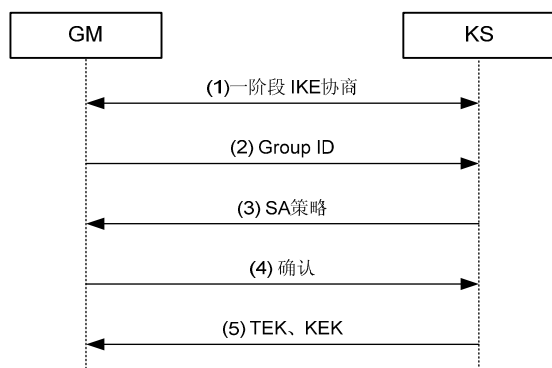 GM
KS
(1)一阶段 IKE协商
(2) Group ID
(3) SA策略
(4) 确认
(5) TEK、KEK